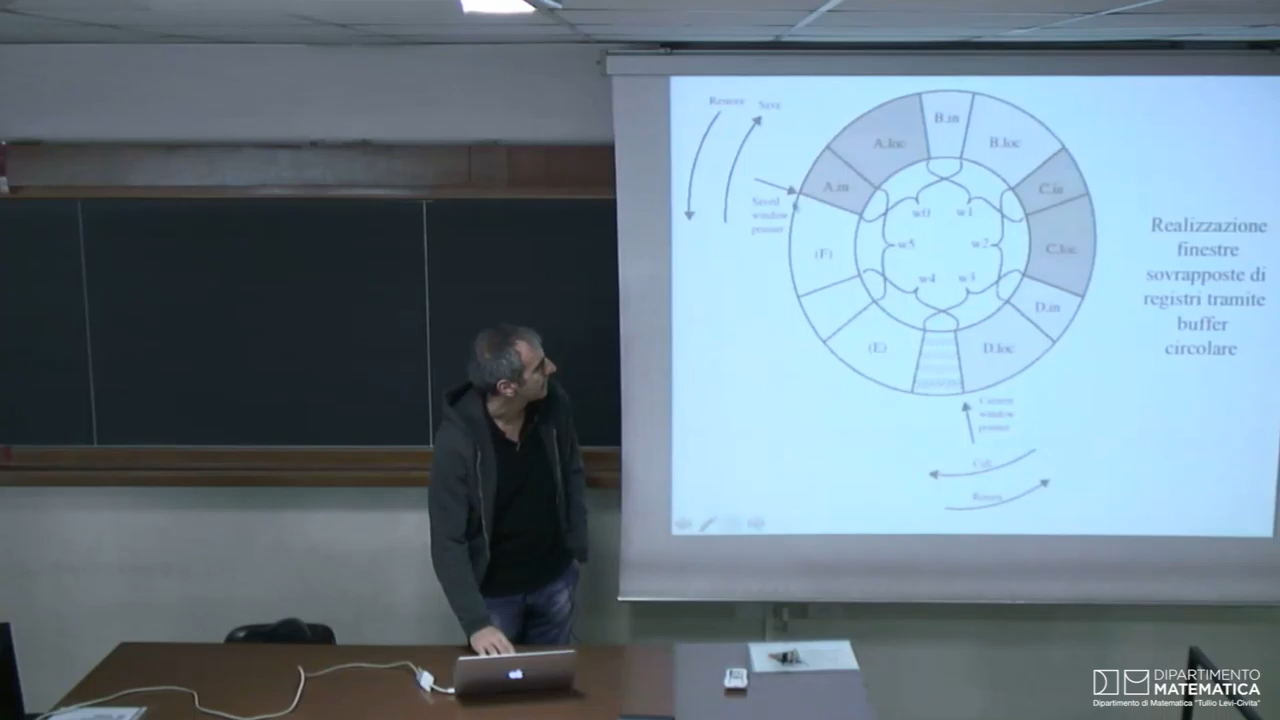 Restore
Save
B.in
A.loc
B.loc
A.in
C.in
Saved
window
pointer
w0
w1
(F)
w5
w2
C.loc
w4
w3
D.in
(E)
D.loc
Current
window
pointer
Call
Return
Realizzazione
finestre
sovrapposte di
registri tramite
buffer
circolare
DIPARTIMENTO
MATEMATICA
Dipartimento di Matematica "Tullio Levi-Civita"